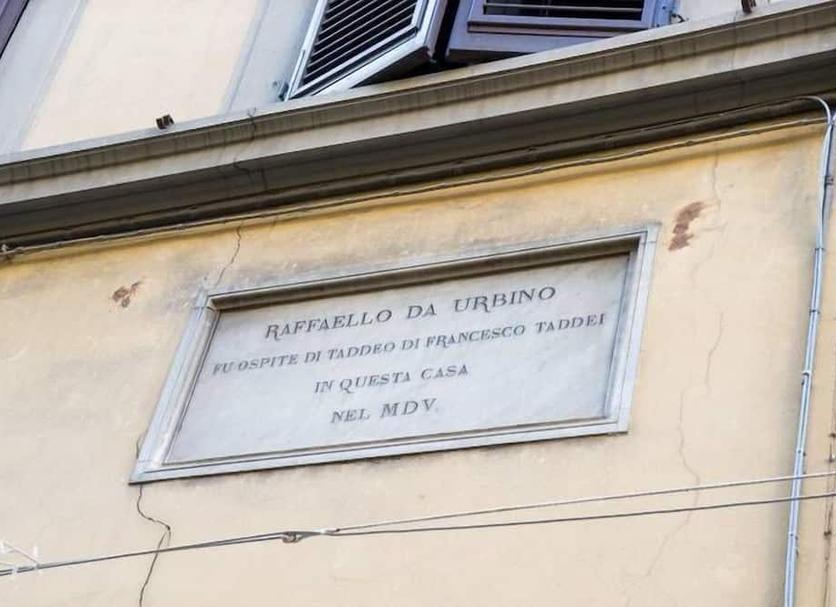 RAFFAELLO DA URBINO
FU OSPITE DI TADDEO DI FRANCESCO TADDEI
IN QUESTA CASA
NEL MDV.